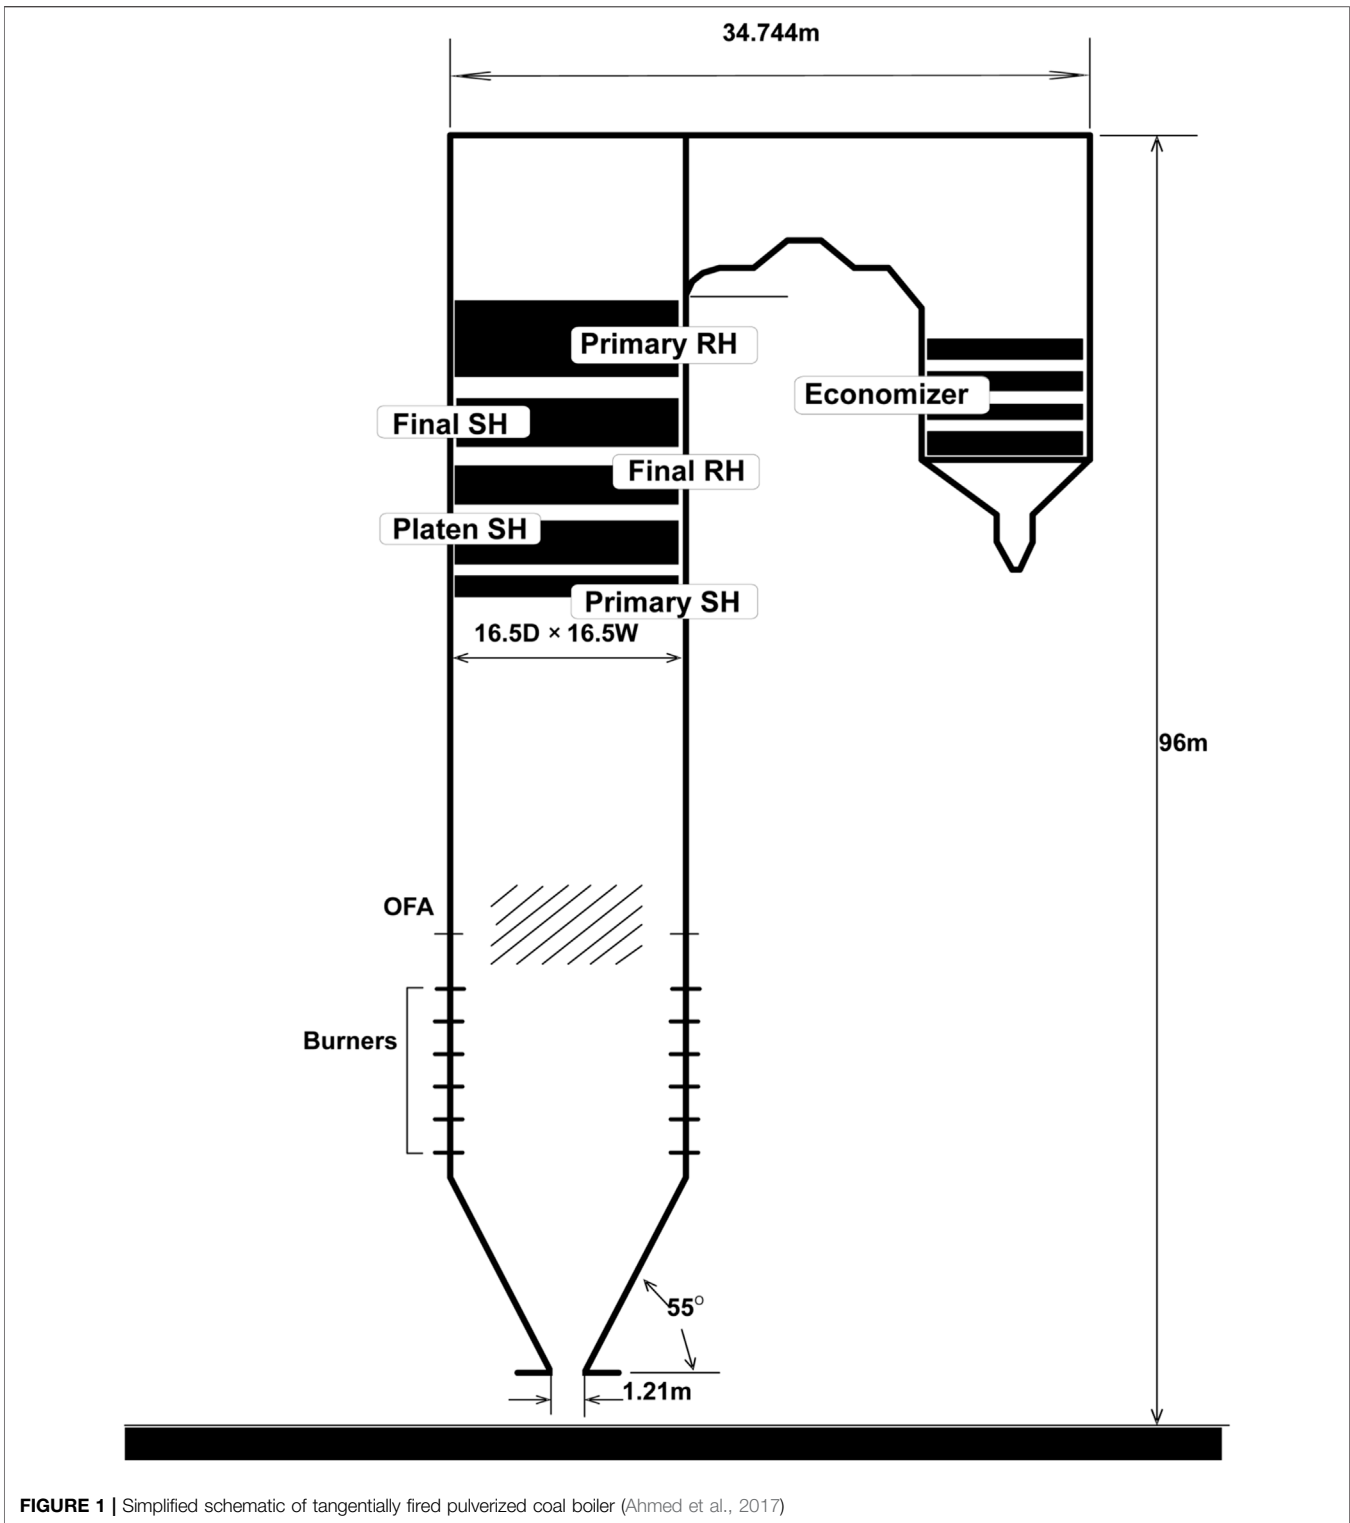 34.744m
Primary RH
Economizer
Final SH
Final RH
Platen SH
Primary SH
16.5D × 16.5W
96m
OFA
Burners
55°
1.21m
FIGURE 1 | Simplified schematic of tangentially fired pulverized coal boiler (Ahmed et al., 2017)